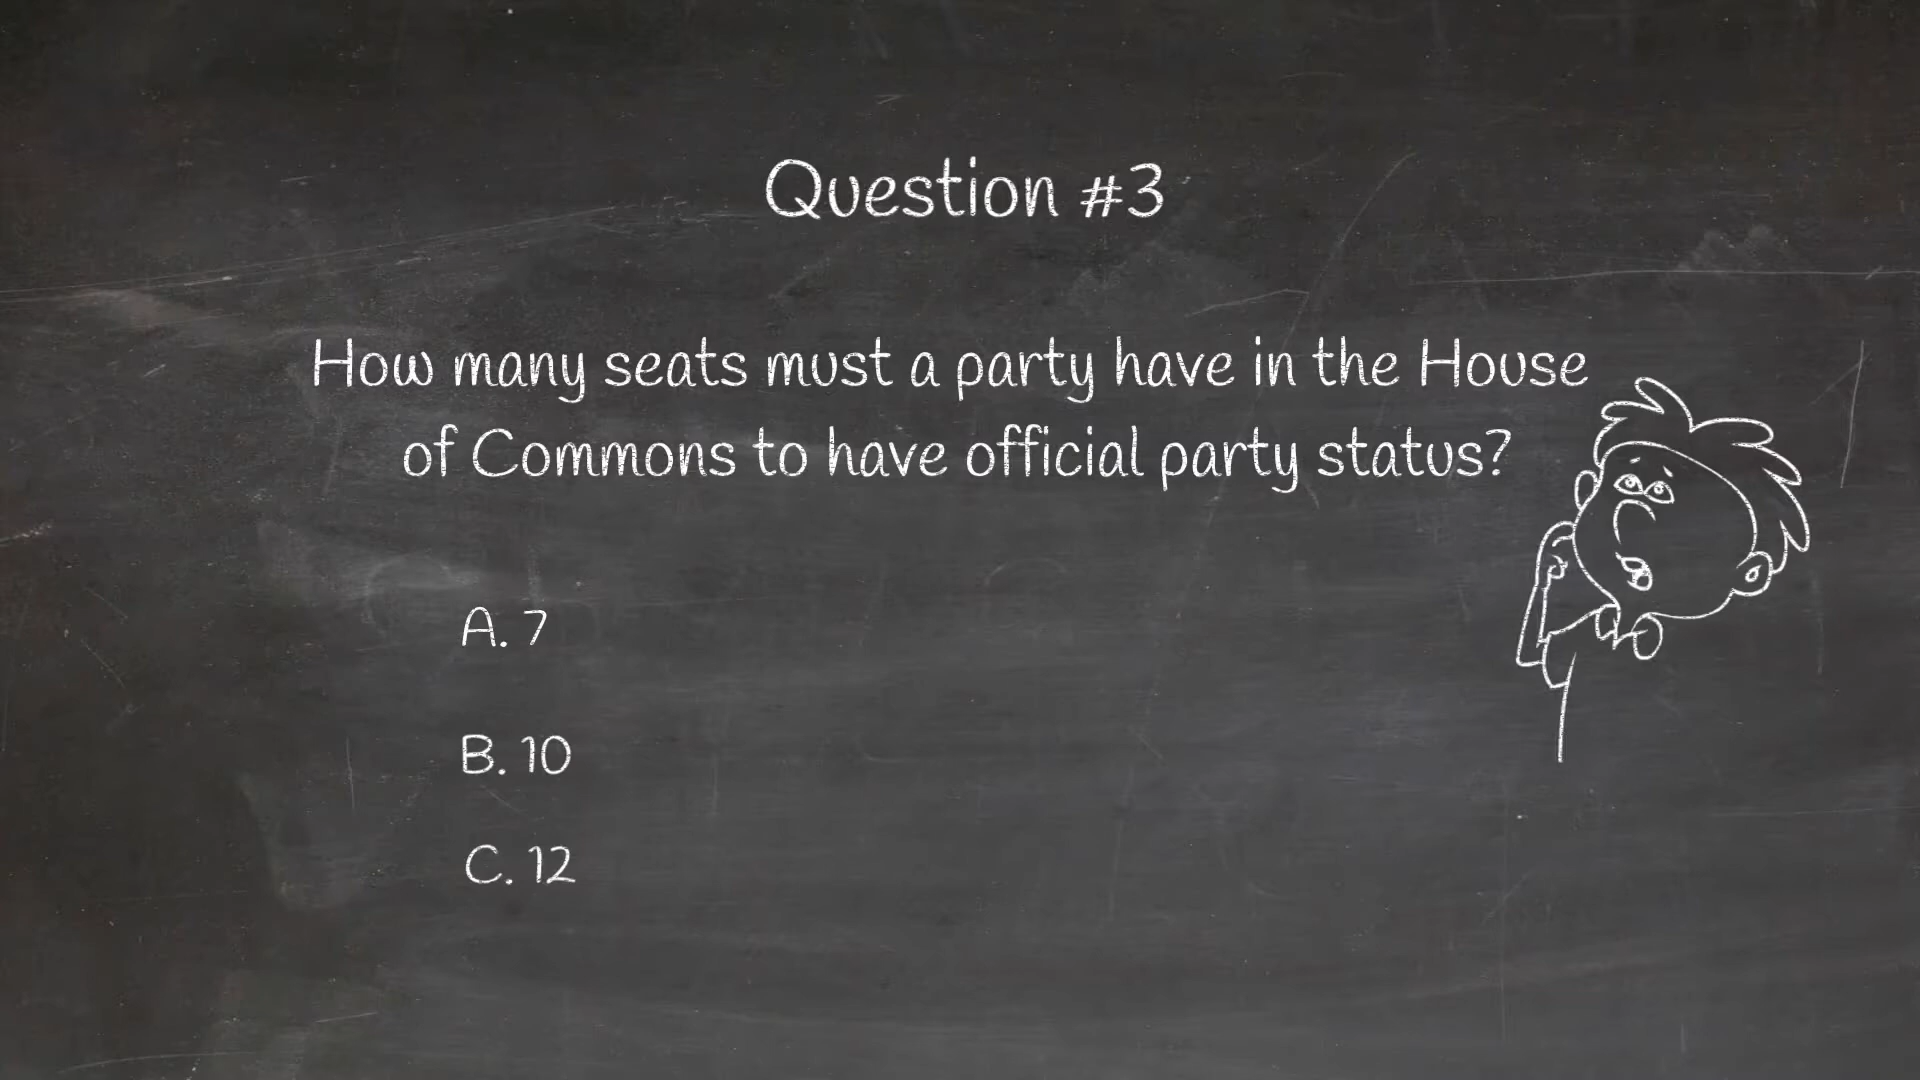 Question #3
How many seats must a party have in the House
of Commons to have official party status?
A. 7
B. 10
C. 12